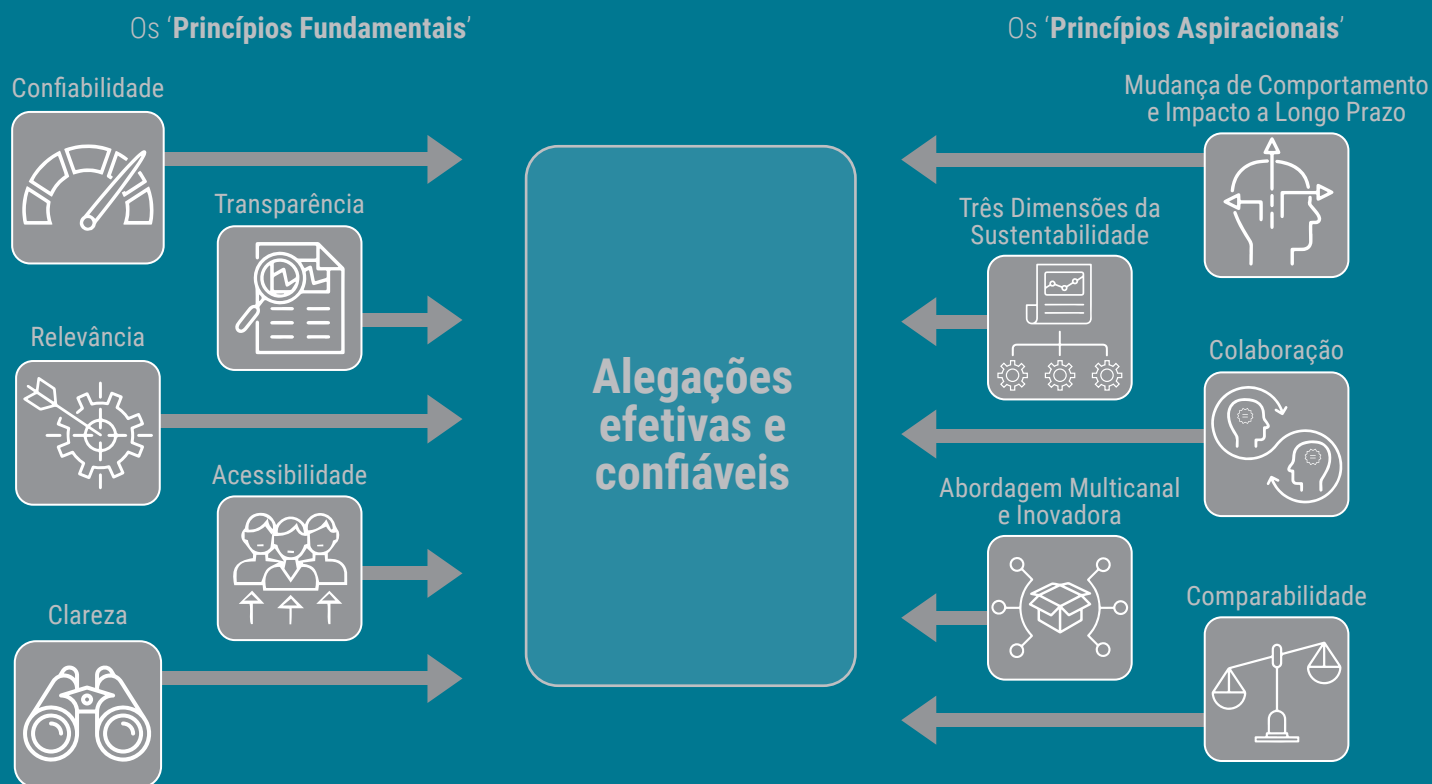 Os ‘Princípios Fundamentais’
Confiabilidade
Transparência
Relevância
Acessibilidade
Clareza
Alegações
efetivas e
confiáveis
Os ‘Princípios Aspiracionais’
Mudança de Comportamento
e Impacto a Longo Prazo
Três Dimensões da
Sustentabilidade
Colaboração
Abordagem Multicanal
e Inovadora
Comparabilidade